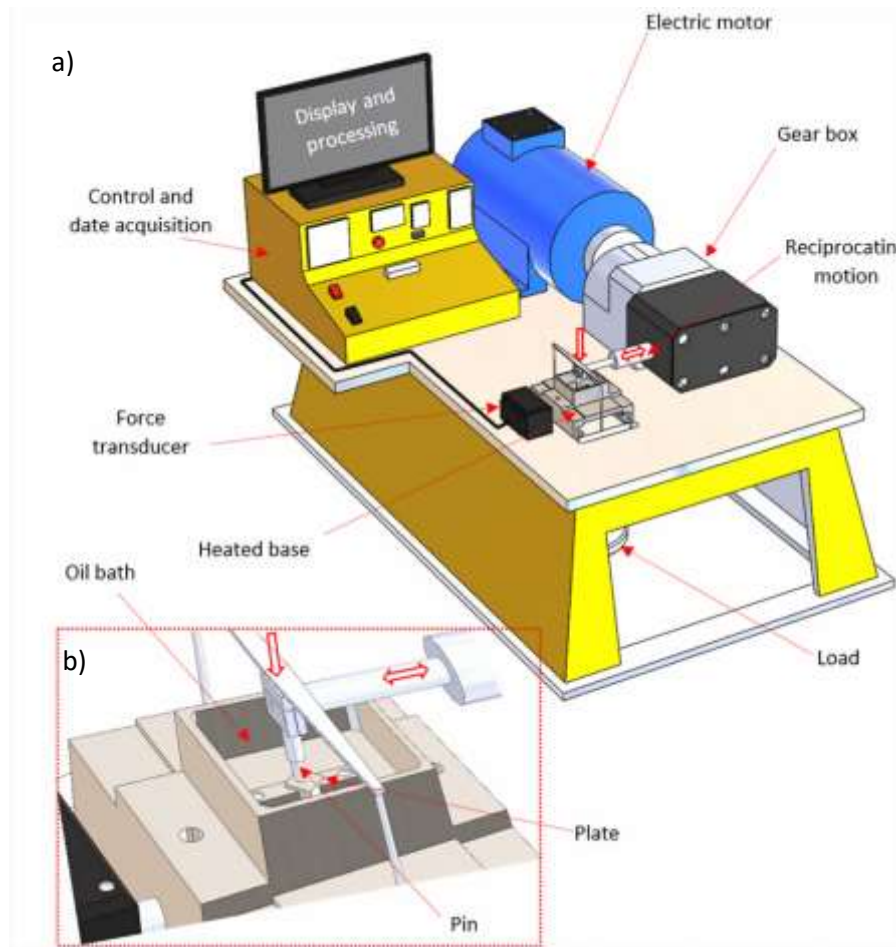 a)
Electric motor
Display and
processing
Gear box
Control and
date acquisition
Reciprocatin
motion
Force
transducer
Heated base
Oil bath
Load
b)
Plate
Pin